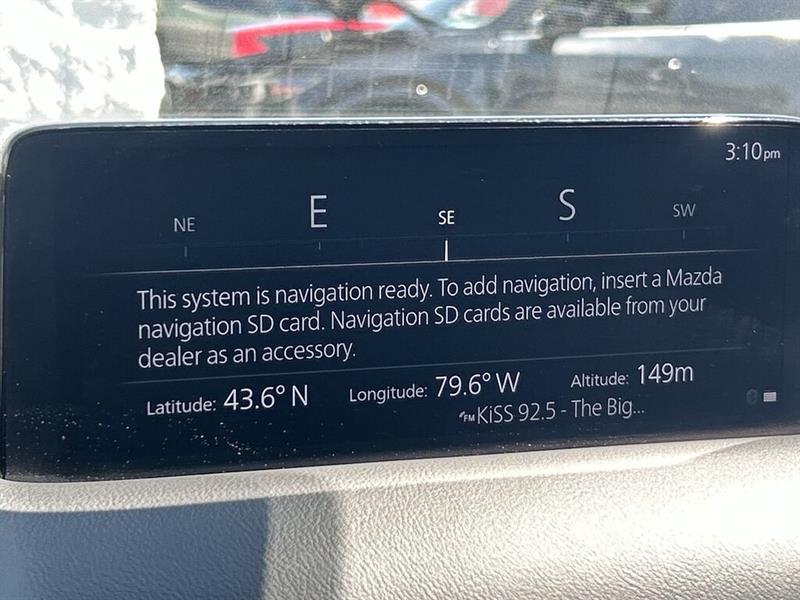 3:10pm
NE E SE S SW
This system is navigation ready. To add navigation, insert a Mazda
navigation SD card. Navigation SD cards are available from your
dealer as an accessory.
Latitude: 43.6° N Longitude: 79.6° W Altitude: 149m
FM KiSS 92.5 - The Big...